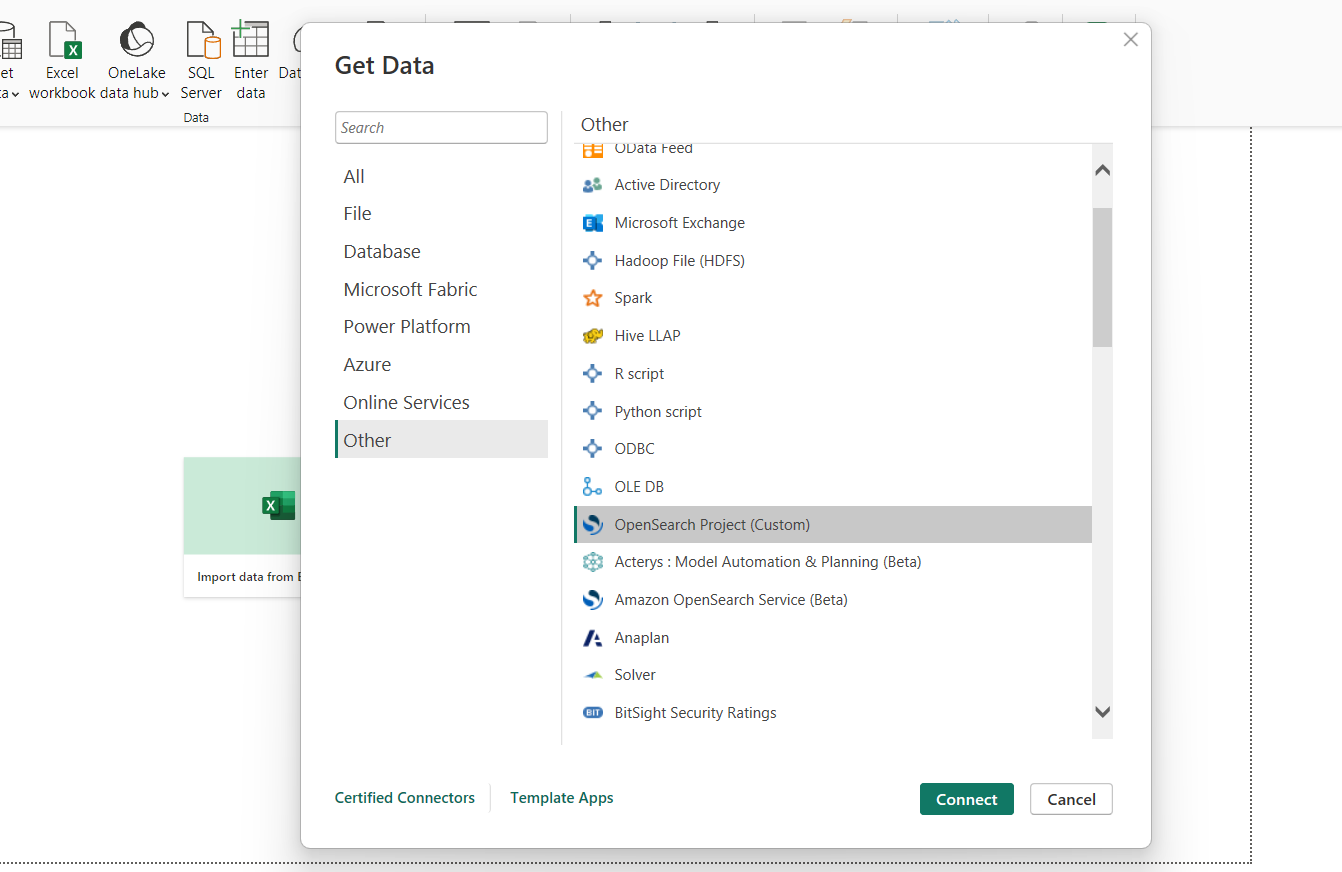 et
ta
Excel
workbook
OneLake
data hub
SQL
Server
Enter
data
Dat
Data
Get Data
Search
All
File
Database
Microsoft Fabric
Power Platform
Azure
Online Services
Other
Other
OData Feed
Active Directory
Microsoft Exchange
Hadoop File (HDFS)
Spark
Hive LLAP
R script
Python script
ODBC
OLE DB
OpenSearch Project (Custom)
Acterys : Model Automation & Planning (Beta)
Amazon OpenSearch Service (Beta)
Anaplan
Solver
BIT BitSight Security Ratings
Import data from E
Certified Connectors
Template Apps
Connect
Cancel